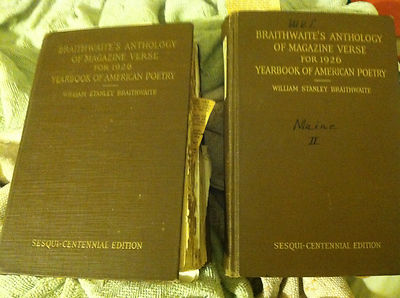 BRAITHWAITE'S ANTHOLOGY
OF MAGAZINE VERSE
FOR 1926
YEARBOOK OF AMERICAN POETRY
WILLIAM STANLEY BRAITHWAITE
SESQUI-CENTENNIAL EDITION
BRAITHWAITE'S ANTHOLOGY
OF MAGAZINE VERSE
FOR 1926
YEARBOOK OF AMERICAN POETRY
WILLIAM STANLEY BRAITHWAITE
Maine
II
SESQUI-CENTENNIAL EDITION